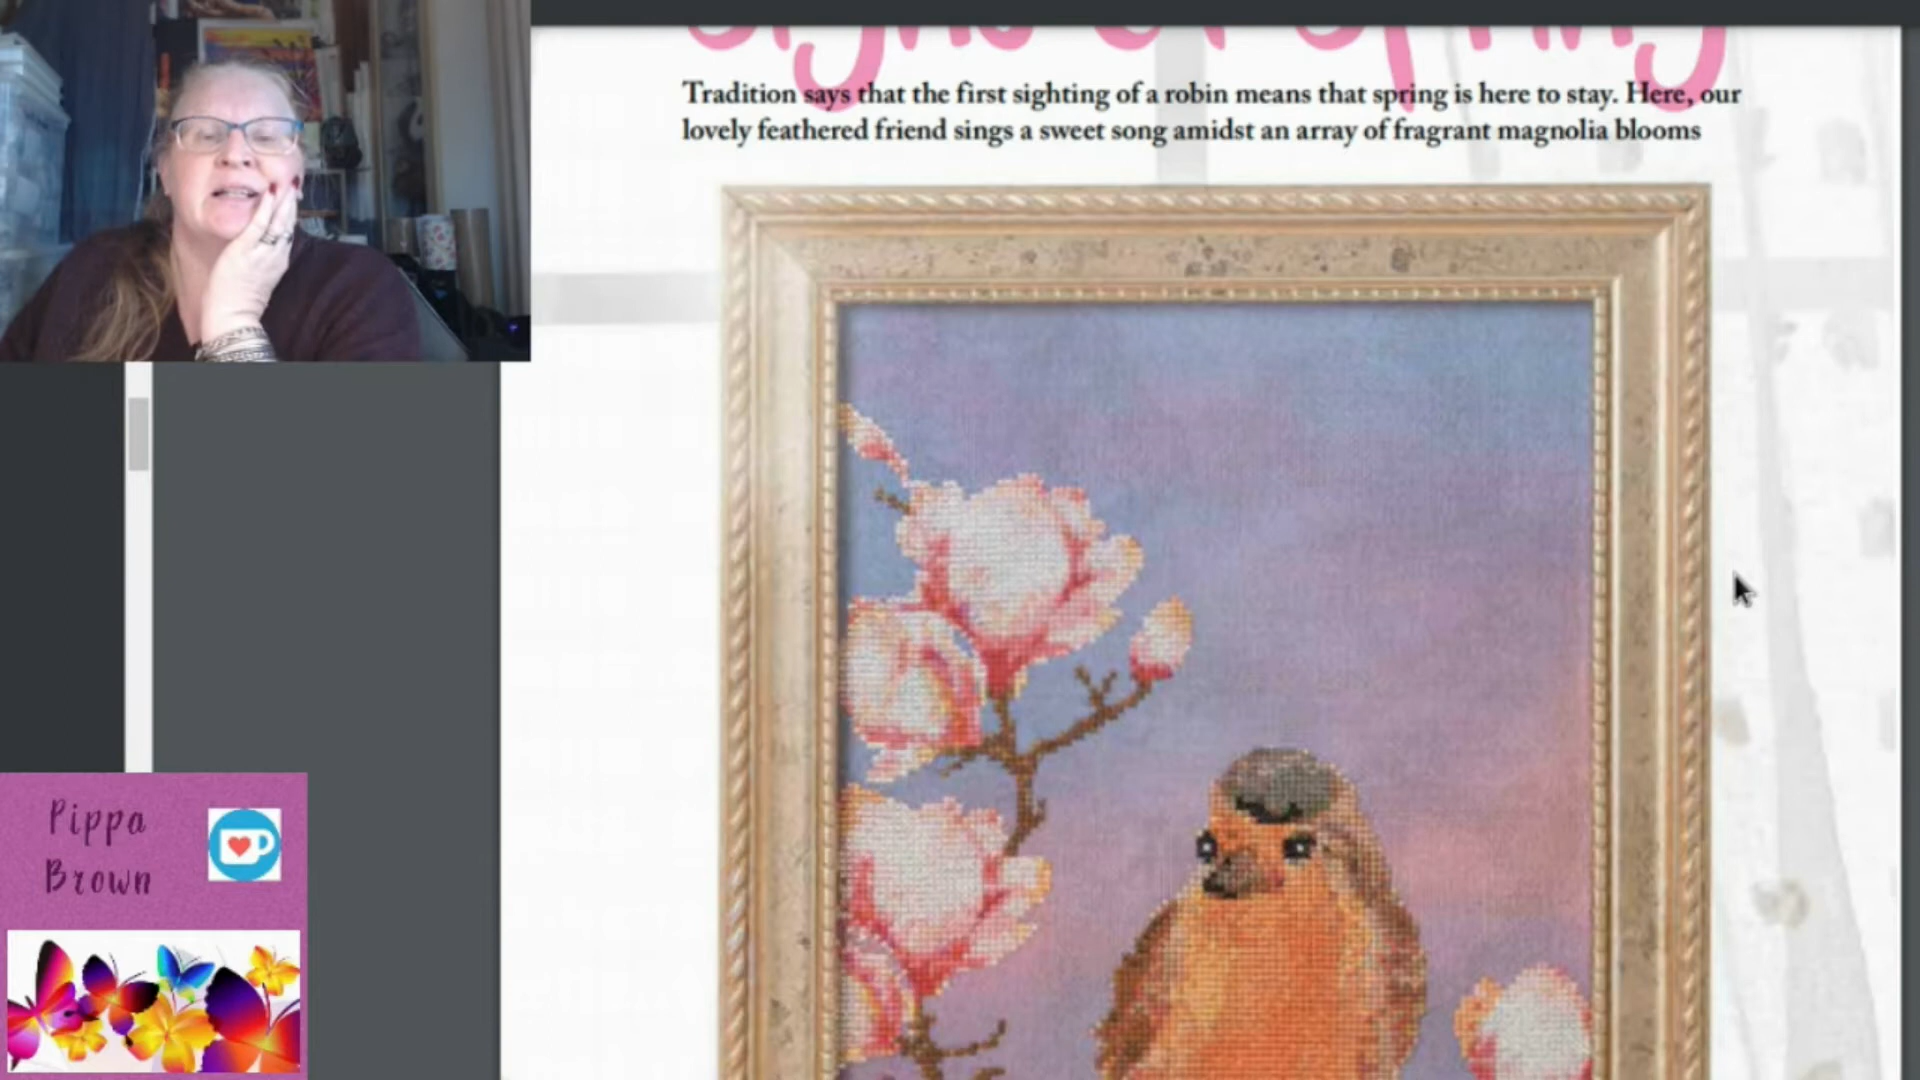 Tradition says that the first sighting of a robin means that spring is here to stay. Here, our
lovely feathered friend sings a sweet song amidst an array of fragrant magnolia blooms
Pippa
Brown